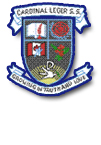 CARDINAL LEGER S.S.
GROWING IN TRUTH AND LOVE